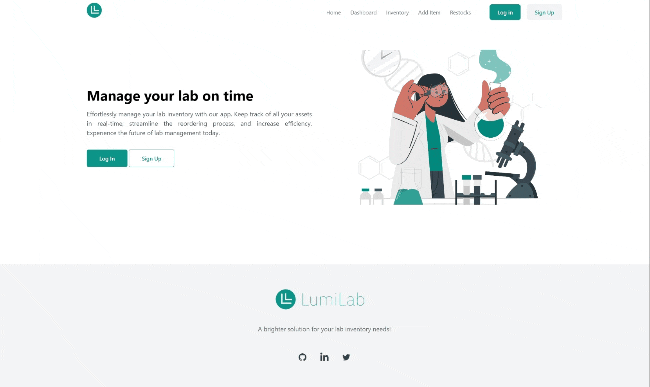 Home Dashboard Inventory Add Item Restocks Log In Sign Up
Manage your lab on time
Effortlessly manage your lab inventory with our app. Keep track of all your assets
in real-time, streamline the reordering process, and increase efficiency.
Experience the future of lab management today.
Log In Sign Up
LumiLab
A brighter solution for your lab inventory needs!